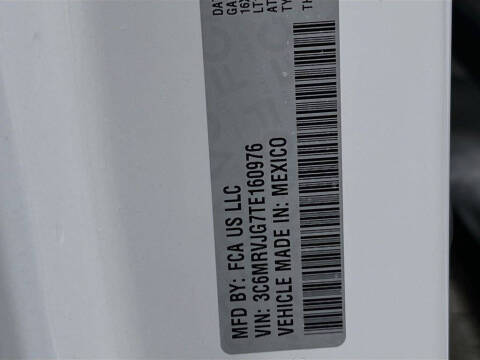 MFD BY: FCA US LLC
VIN: 3C6MRVJG7TE160976
VEHICLE MADE IN: MEXICO